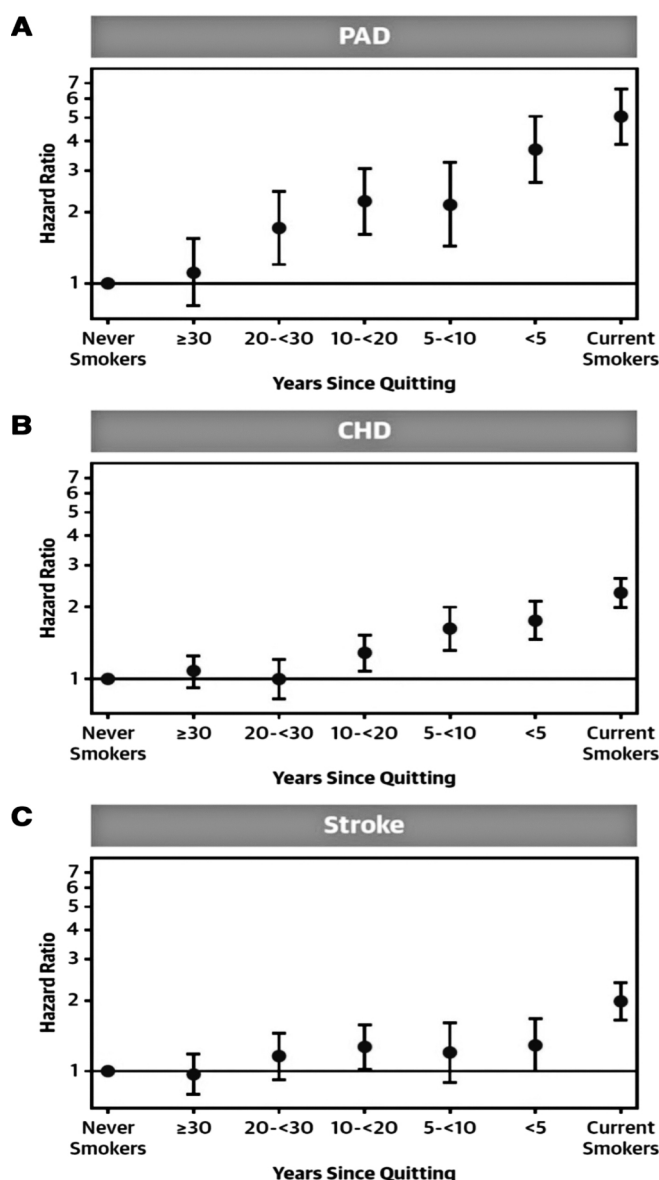 A
PAD
Hazard Ratio
7
6
5
4
3
2
1
Never Smokers
≥30
20-<30
10-<20
5-<10
<5
Current Smokers
Years Since Quitting
B
CHD
Hazard Ratio
7
6
5
4
3
2
1
Never Smokers
≥30
20-<30
10-<20
5-<10
<5
Current Smokers
Years Since Quitting
C
Stroke
Hazard Ratio
7
6
5
4
3
2
1
Never Smokers
≥30
20-<30
10-<20
5-<10
<5
Current Smokers
Years Since Quitting